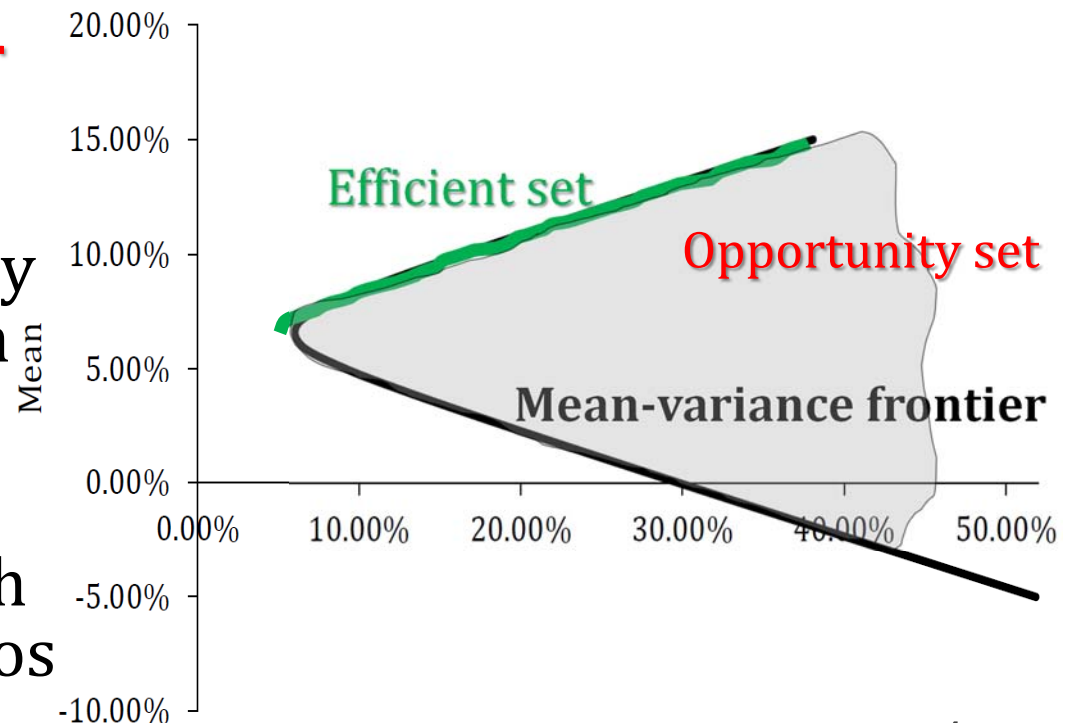 20.00%
15.00%
Efficient set
Opportunity set
y
10.00%
Mean
5.00%
Mean-variance frontier
0.00%
0.00% 10.00% 20.00% 30.00% 40.00% 50.00%
h
-5.00%
os
-10.00%